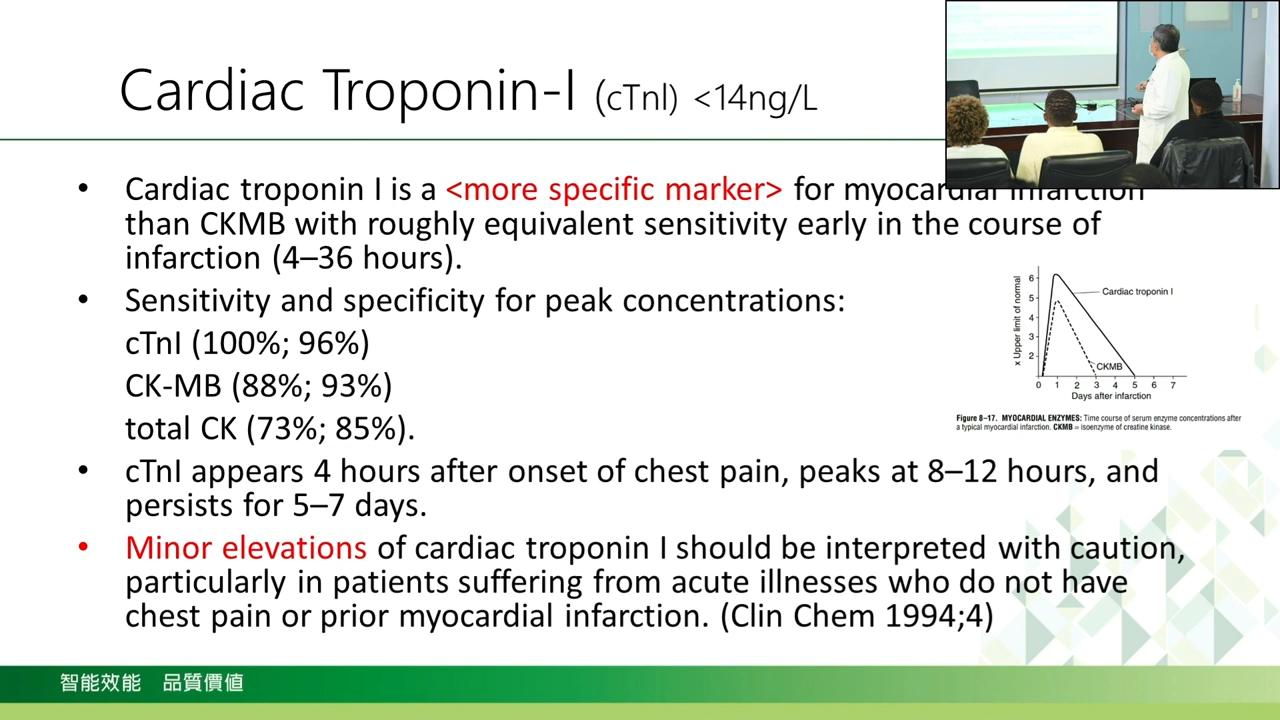 Cardiac Troponin-I (cTnI) <14ng/L
• Cardiac troponin I is a <more specific marker> for myocardial infarction
than CKMB with roughly equivalent sensitivity early in the course of
infarction (4–36 hours).
• Sensitivity and specificity for peak concentrations:
cTnI (100%; 96%)
CK-MB (88%; 93%)
total CK (73%; 85%).
x Upper limit of normal
6
5
4
3
2
Cardiac troponin I
CKMB
0 1 2 3 4 5 6 7
Days after infarction
Figure 8–17. MYOCARDIAL ENZYMES: Time course of serum enzyme concentrations after
a typical myocardial infarction. CKMB = isoenzyme of creatine kinase.
• cTnI appears 4 hours after onset of chest pain, peaks at 8–12 hours, and
persists for 5–7 days.
• Minor elevations of cardiac troponin I should be interpreted with caution,
particularly in patients suffering from acute illnesses who do not have
chest pain or prior myocardial infarction. (Clin Chem 1994;4)
智能效能 品質價値